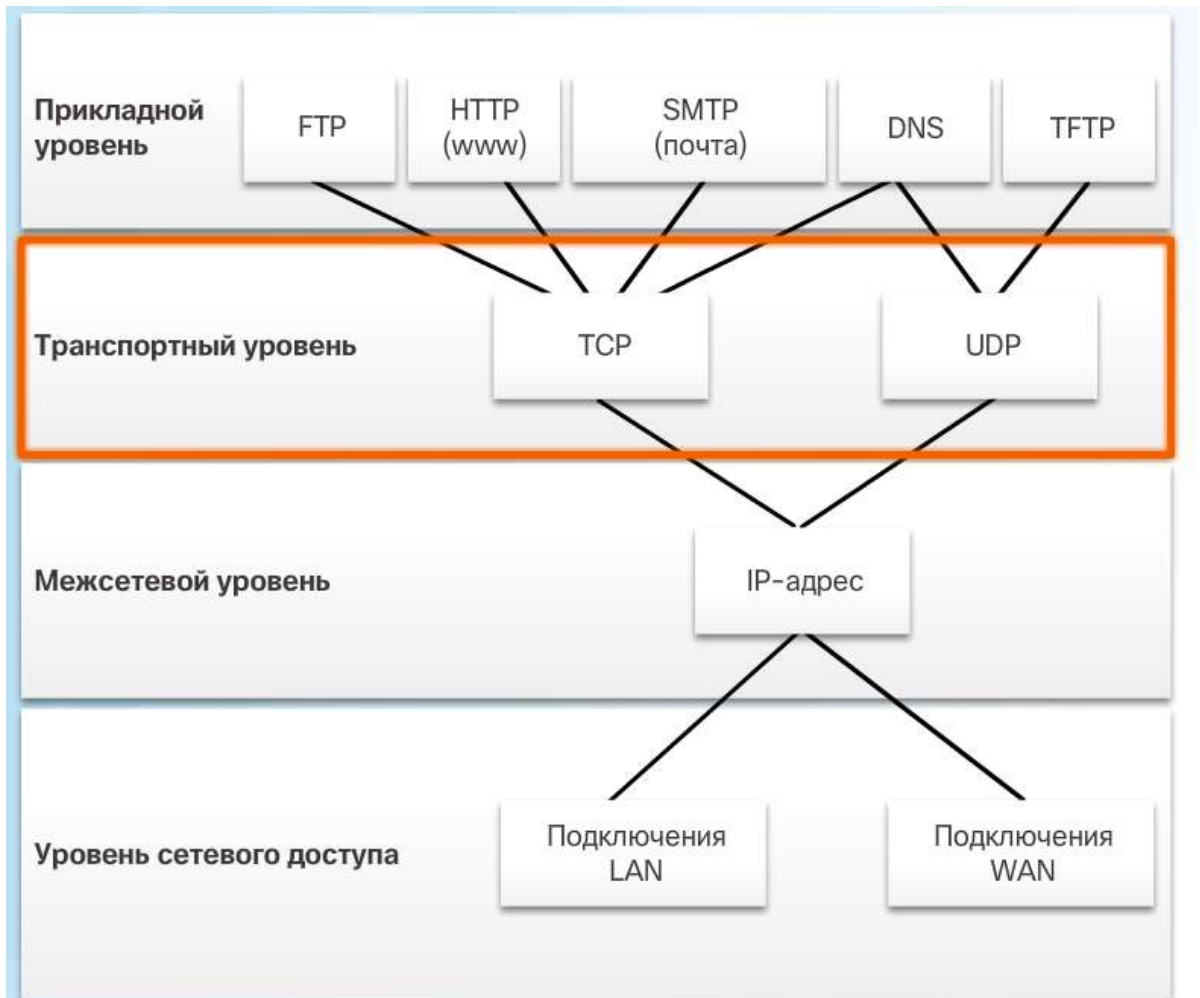 Прикладной
уровень
FTP
HTTP
(www)
SMTP
(почта)
DNS
TFTP
Транспортный уровень
TCP
UDP
Межсетевой уровень
IP-адрес
Уровень сетевого доступа
Подключения
LAN
Подключения
WAN